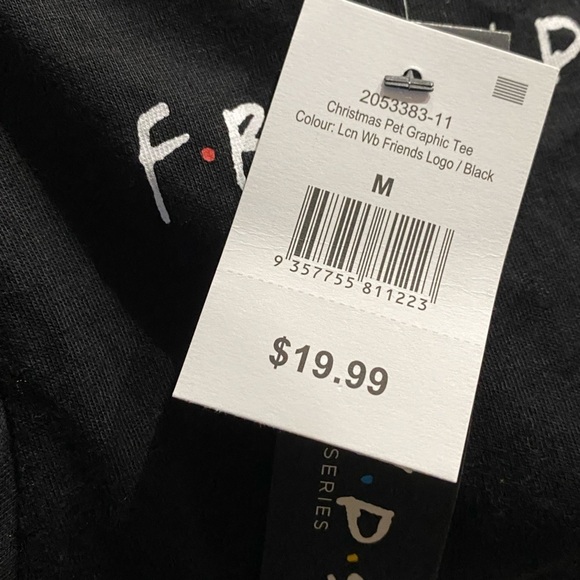 F•R
D
2053383-11
Christmas Pet Graphic Tee
Colour: Lcn Wb Friends Logo / Black
M
9 357755 811223
$19.99
D
SERIES